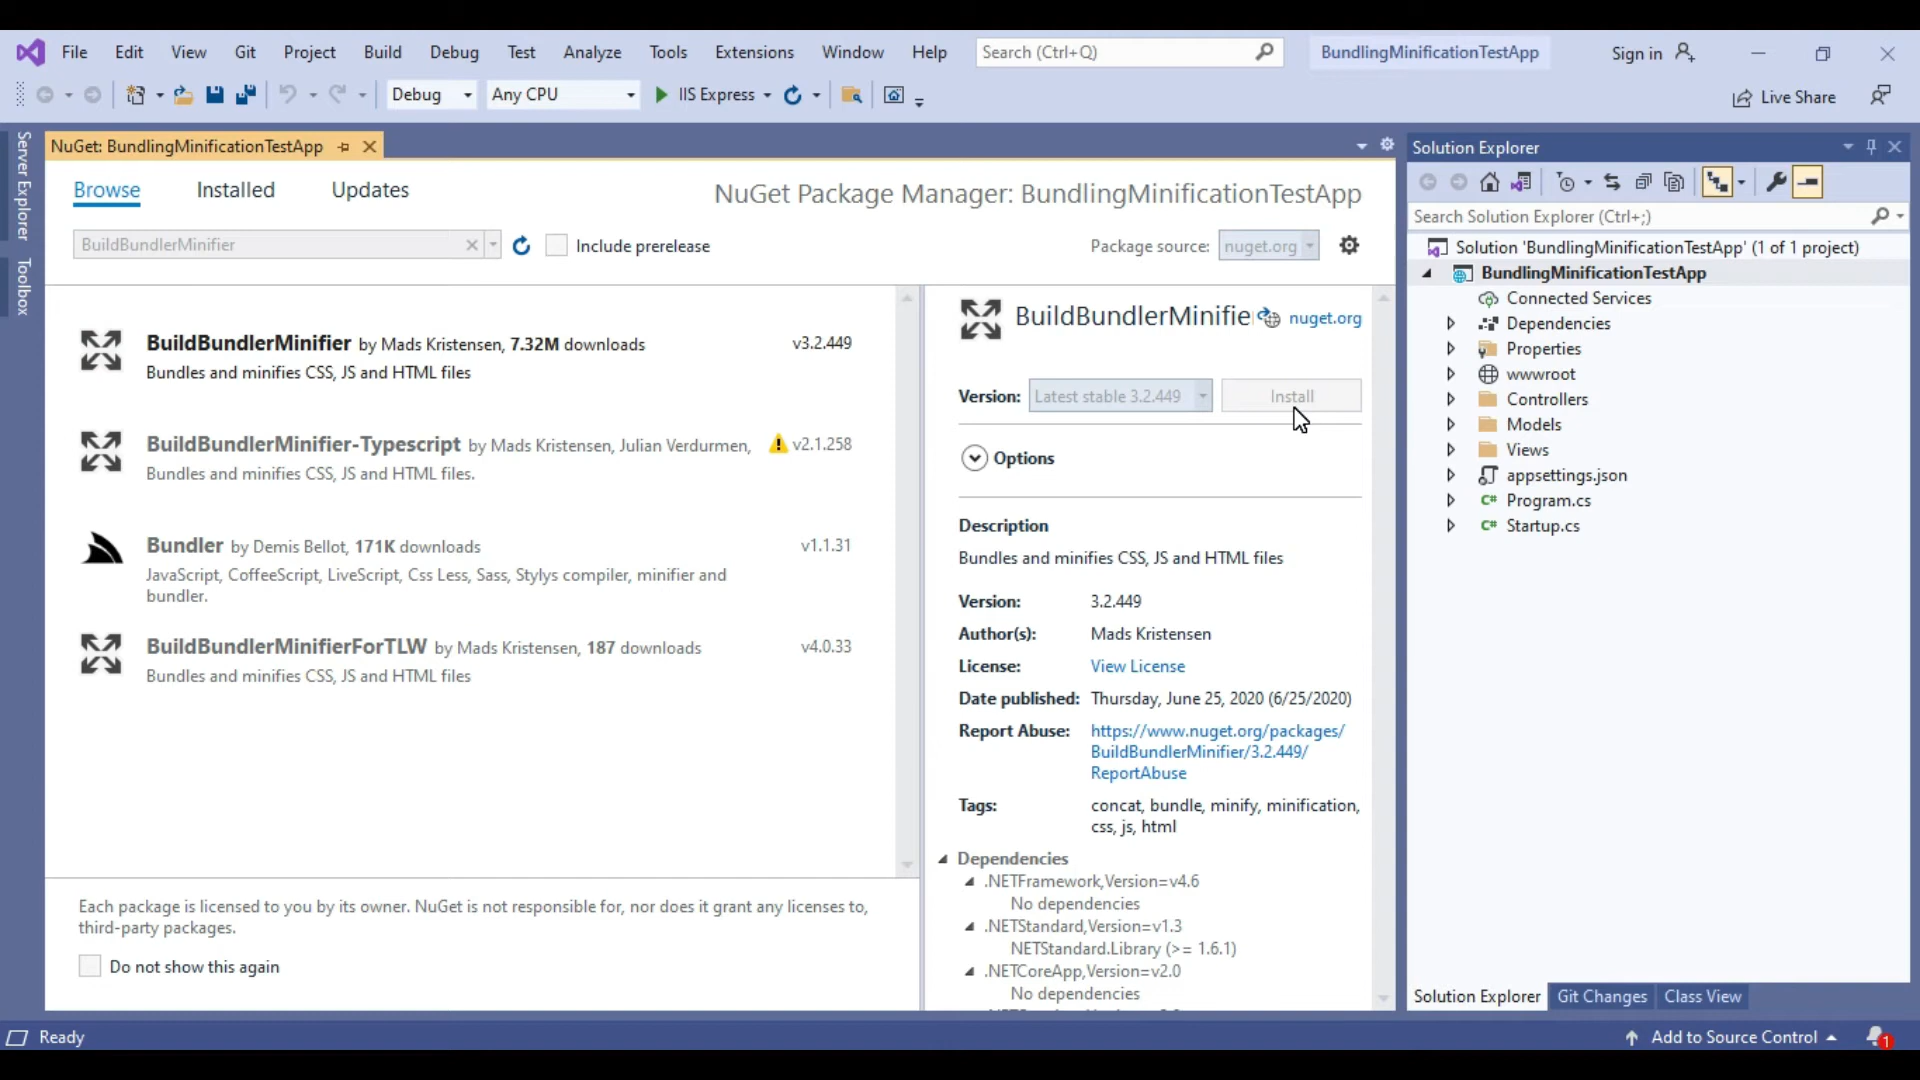 File Edit View Git Project Build Debug Test Analyze Tools Extensions Window Help Search (Ctrl+Q) BundlingMinificationTestApp Sign in
Debug Any CPU IIS Express Live Share
Server Explorer
Toolbox
NuGet: BundlingMinificationTestApp
Browse Installed Updates
NuGet Package Manager: BundlingMinificationTestApp
BuildBundlerMinifier
Include prerelease
Package source: nuget.org
BuildBundlerMinifier by Mads Kristensen, 7.32M downloads v3.2.449
Bundles and minifies CSS, JS and HTML files
BuildBundlerMinifier-Typescript by Mads Kristensen, Julian Verdurmen, v2.1.258
Bundles and minifies CSS, JS and HTML files.
Bundler by Demis Bellot, 171K downloads v1.1.31
JavaScript, CoffeeScript, LiveScript, Css Less, Sass, Stylys compiler, minifier and
bundler.
BuildBundlerMinifierForTLW by Mads Kristensen, 187 downloads v4.0.33
Bundles and minifies CSS, JS and HTML files
Each package is licensed to you by its owner. NuGet is not responsible for, nor does it grant any licenses to,
third-party packages.
Do not show this again
BuildBundlerMinifie nuget.org
Version: Latest stable 3.2.449 Install
Options
Description
Bundles and minifies CSS, JS and HTML files
Version: 3.2.449
Author(s): Mads Kristensen
License: View License
Date published: Thursday, June 25, 2020 (6/25/2020)
Report Abuse: https://www.nuget.org/packages/
BuildBundlerMinifier/3.2.449/
ReportAbuse
Tags: concat, bundle, minify, minification,
css, js, html
Dependencies
.NETFramework,Version=v4.6
No dependencies
.NETStandard,Version=v1.3
NETStandard.Library (>= 1.6.1)
.NETCoreApp,Version=v2.0
No dependencies
Solution Explorer
Search Solution Explorer (Ctrl+;)
Solution 'BundlingMinificationTestApp' (1 of 1 project)
BundlingMinificationTestApp
Connected Services
Dependencies
Properties
wwwroot
Controllers
Models
Views
appsettings.json
C# Program.cs
C# Startup.cs
Solution Explorer Git Changes Class View
Ready
Add to Source Control
1